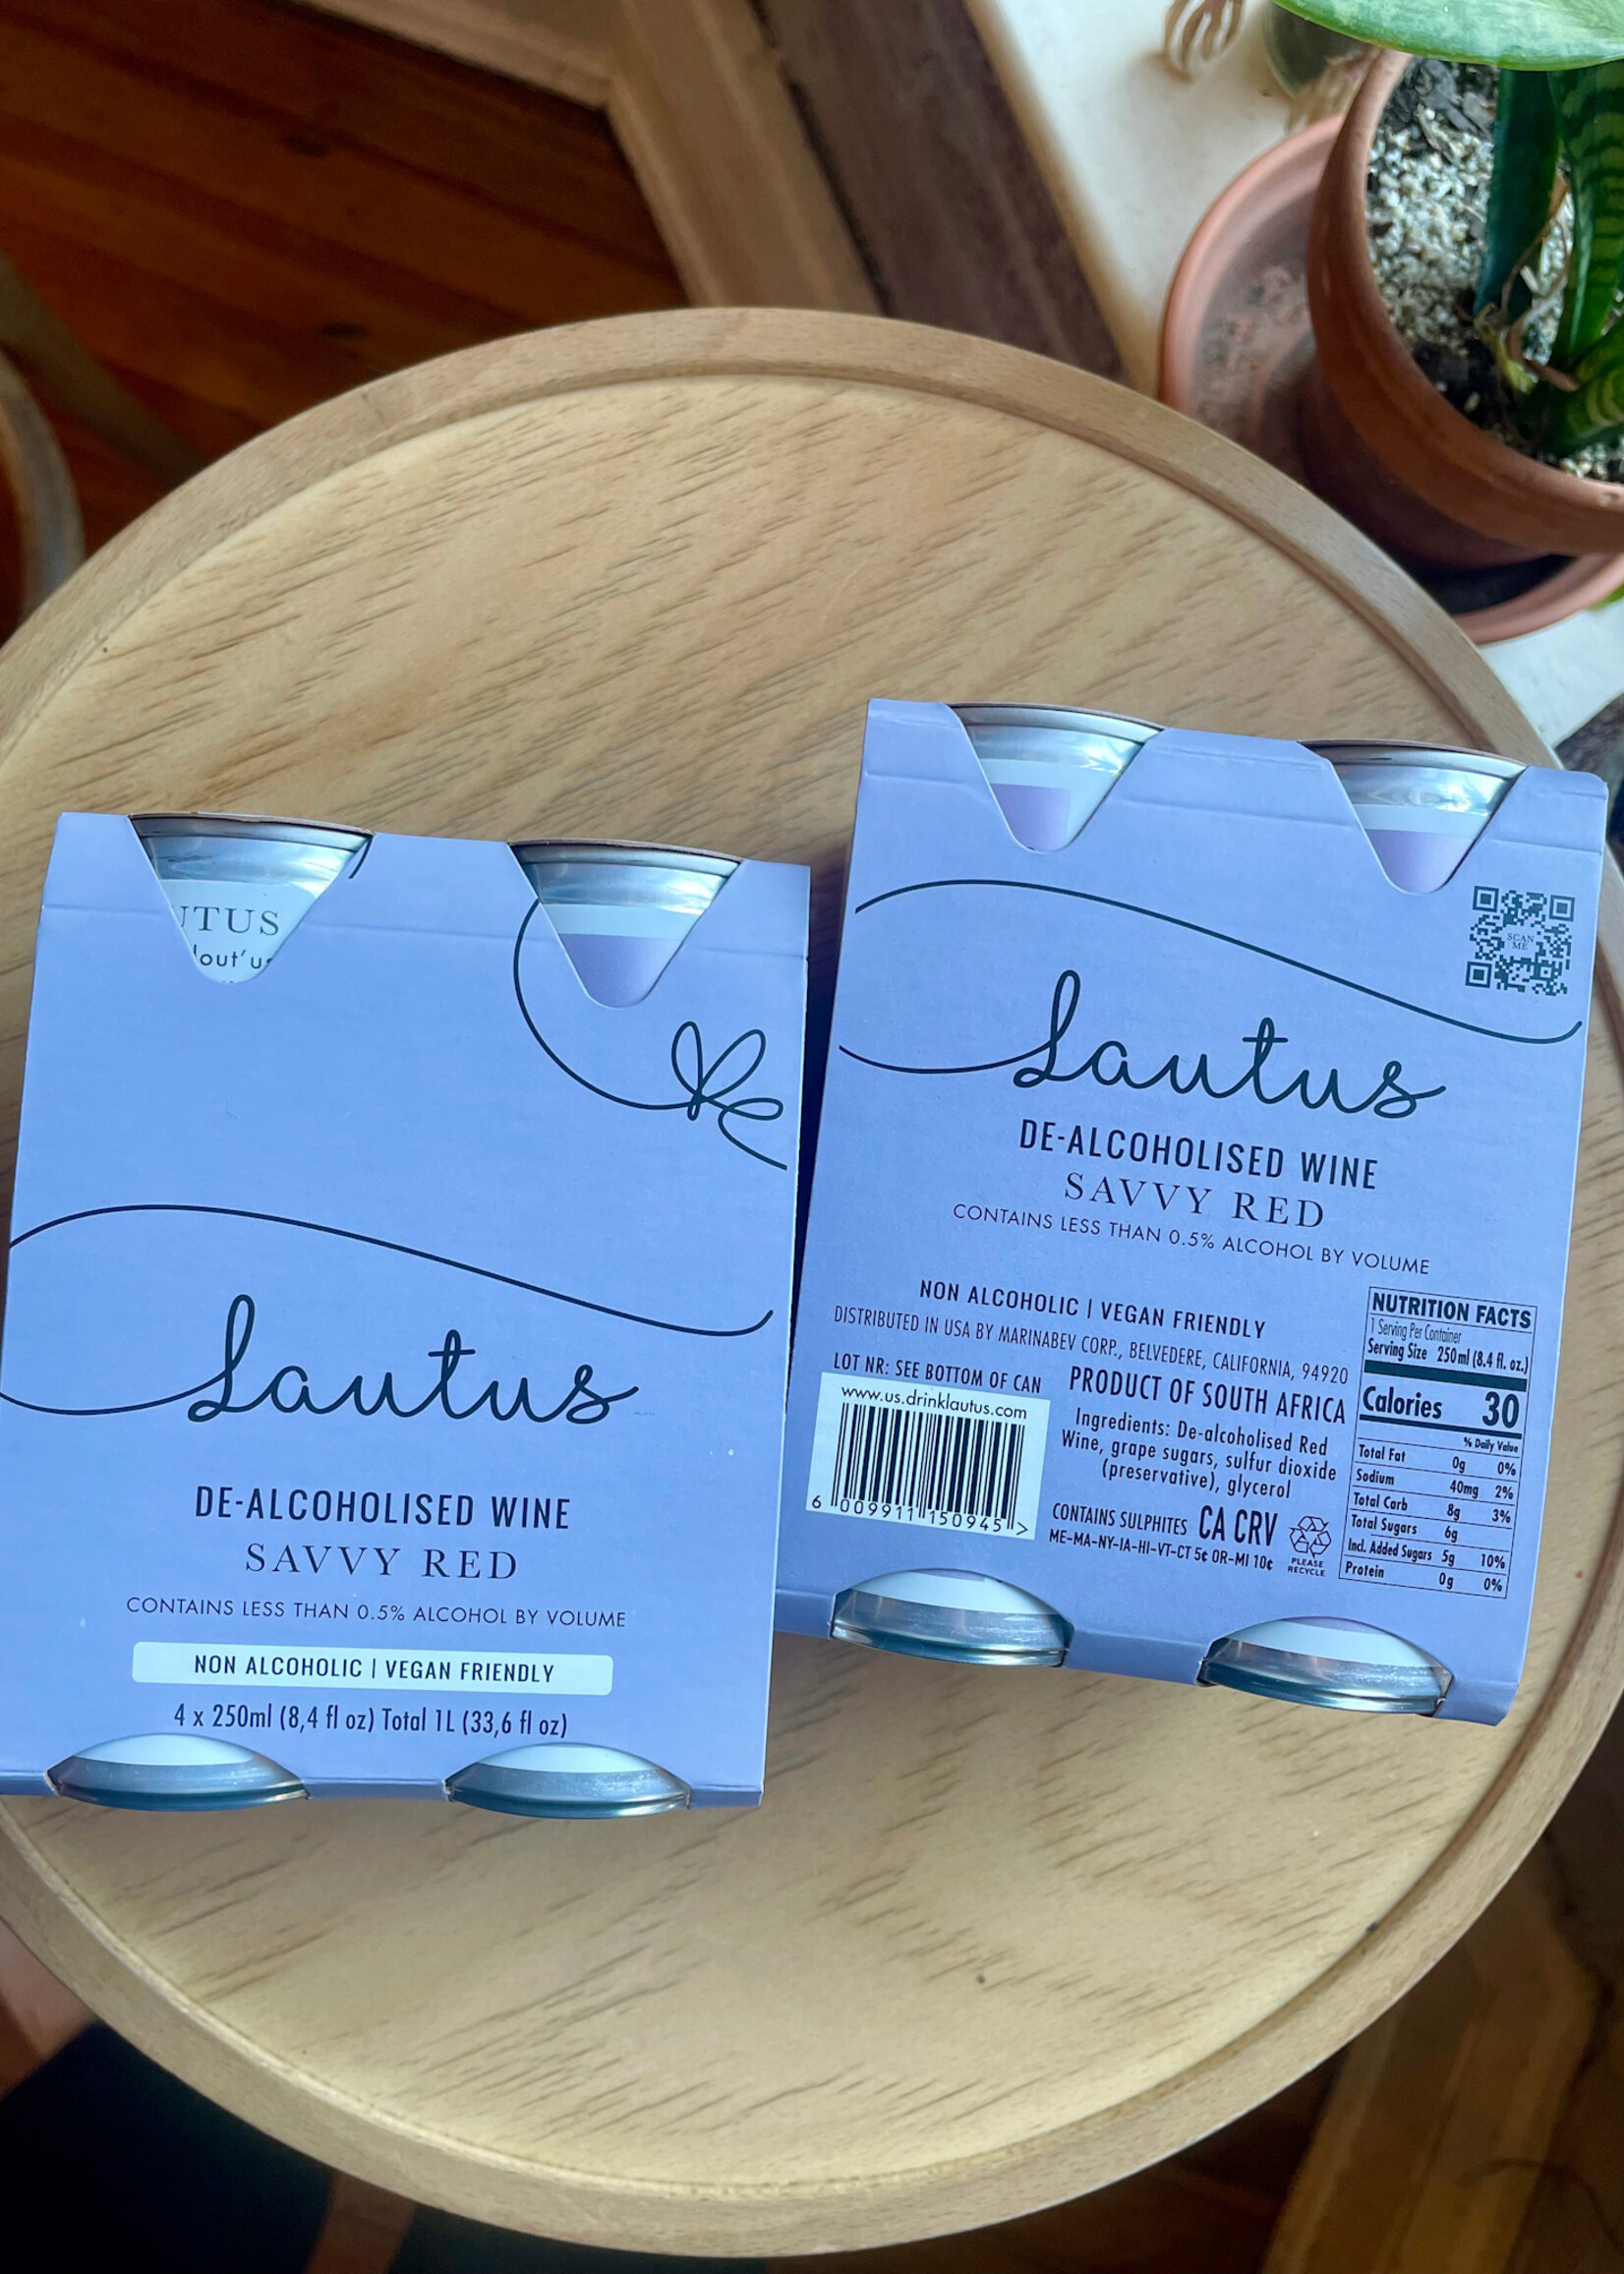 UTUS
lout'us
Lautus
DE-ALCOHOLISED WINE
SAVVY RED
CONTAINS LESS THAN 0.5% ALCOHOL BY VOLUME
NON ALCOHOLIC | VEGAN FRIENDLY
4 x 250ml (8,4 fl oz) Total 1L (33,6 fl oz)
SCAN
ME
Lautus
DE-ALCOHOLISED WINE
SAVVY RED
CONTAINS LESS THAN 0.5% ALCOHOL BY VOLUME
NON ALCOHOLIC | VEGAN FRIENDLY
DISTRIBUTED IN USA BY MARINABEV CORP., BELVEDERE, CALIFORNIA, 94920
LOT NR: SEE BOTTOM OF CAN
www.us.drinklautus.com
6 009911 150945 >
PRODUCT OF SOUTH AFRICA
Ingredients: De-alcoholised Red
Wine, grape sugars, sulfur dioxide
(preservative), glycerol
CONTAINS SULPHITES CA CRV
ME-MA-NY-IA-HI-VT-CT 5¢ OR-MI 10¢
PLEASE
RECYCLE
NUTRITION FACTS
1 Serving Per Container
Serving Size 250ml (8.4 fl. oz.)
Calories 30
% Daily Value
Total Fat 0g 0%
Sodium 40mg 2%
Total Carb 8g 3%
Total Sugars 6g
Incl. Added Sugars 5g 10%
Protein 0g 0%